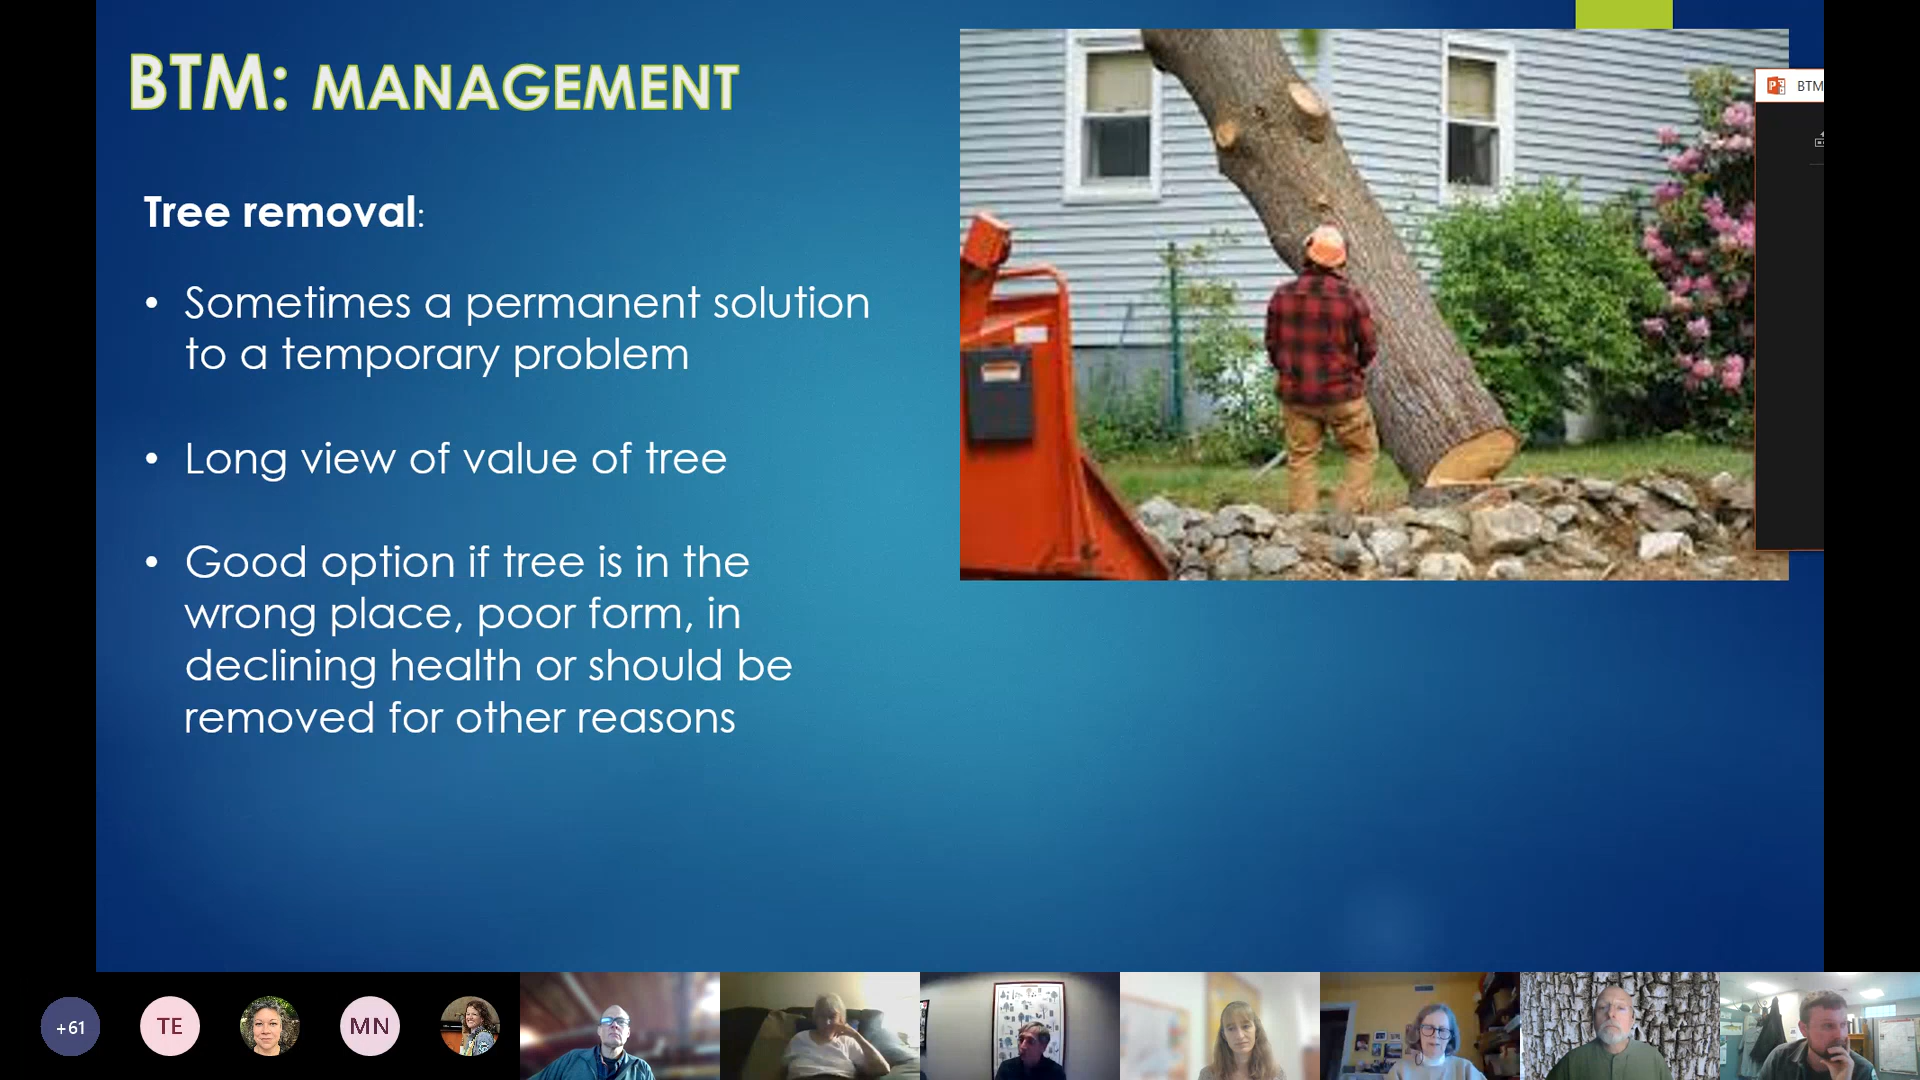 BTM: MANAGEMENT
Tree removal:
• Sometimes a permanent solution
to a temporary problem
• Long view of value of tree
• Good option if tree is in the
wrong place, poor form, in
declining health or should be
removed for other reasons
BTM
+61
TE
MN